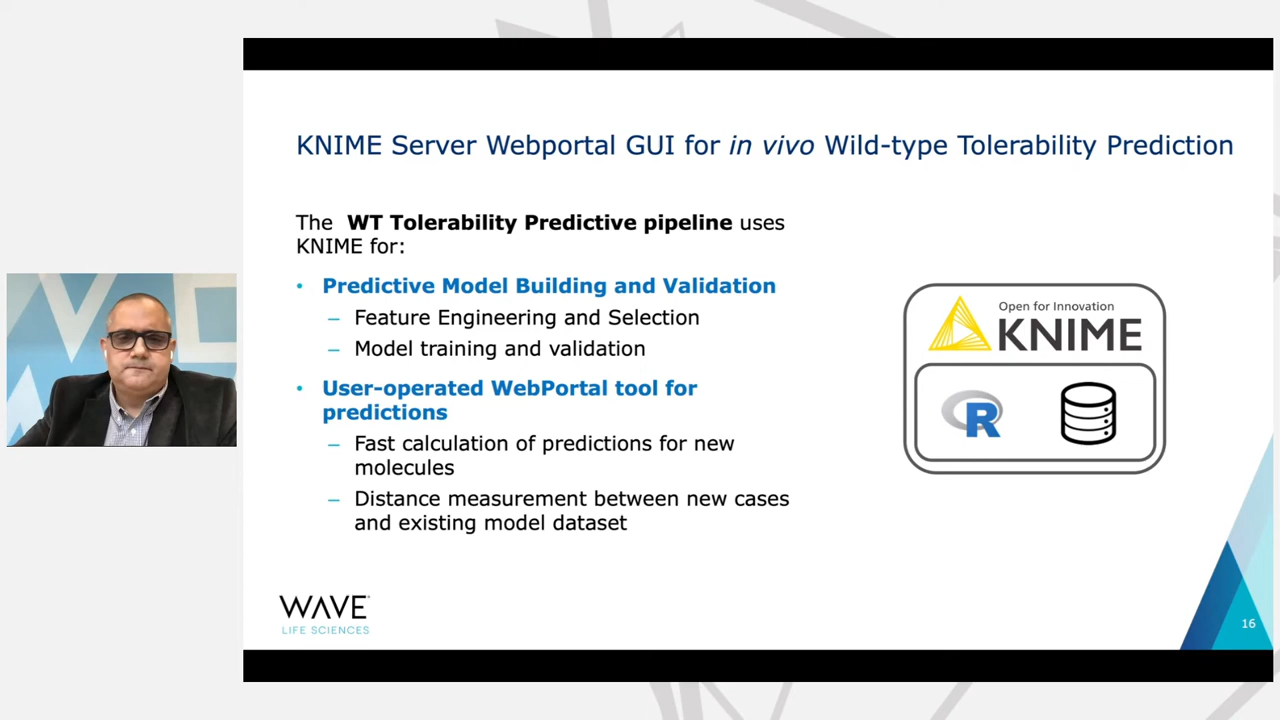 KNIME Server Webportal GUI for in vivo Wild-type Tolerability Prediction
The WT Tolerability Predictive pipeline uses
KNIME for:
• Predictive Model Building and Validation
– Feature Engineering and Selection
– Model training and validation
• User-operated WebPortal tool for
predictions
– Fast calculation of predictions for new
molecules
– Distance measurement between new cases
and existing model dataset
Open for Innovation
KNIME
R
WAVE
LIFE SCIENCES
16